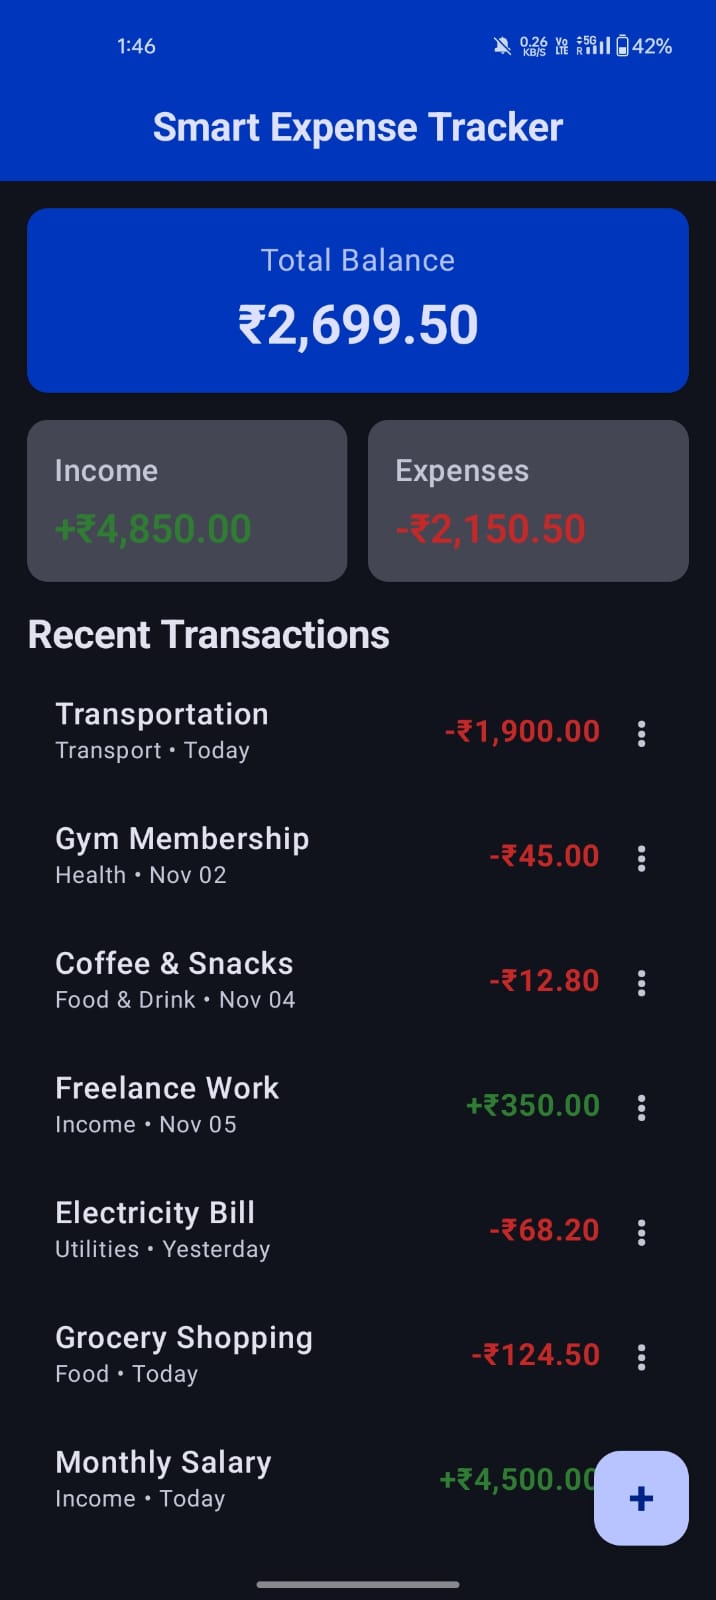 1:46
0.26 KB/S Vo LTE 5G R 42%
Smart Expense Tracker
Total Balance
₹2,699.50
Income
+₹4,850.00
Expenses
-₹2,150.50
Recent Transactions
Transportation
Transport • Today
-₹1,900.00
Gym Membership
Health • Nov 02
-₹45.00
Coffee & Snacks
Food & Drink • Nov 04
-₹12.80
Freelance Work
Income • Nov 05
+₹350.00
Electricity Bill
Utilities • Yesterday
-₹68.20
Grocery Shopping
Food • Today
-₹124.50
Monthly Salary
Income • Today
+₹4,500.00
+